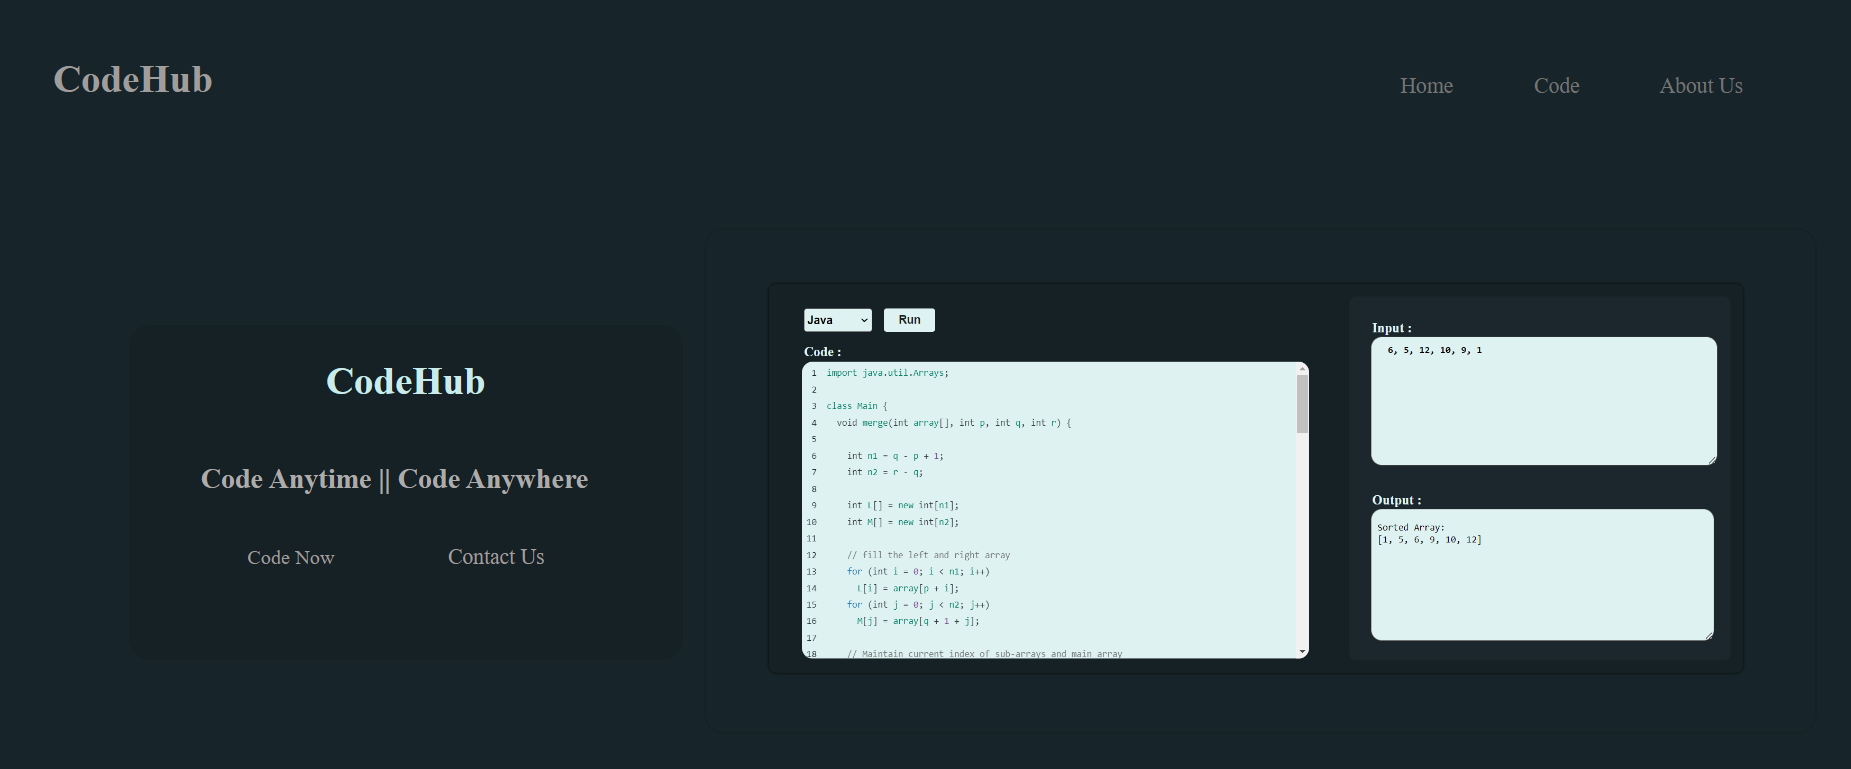 CodeHub
Home
Code
About Us
CodeHub
Code Anytime || Code Anywhere
Code Now
Contact Us
Java
Run
Code :
1 import java.util.Arrays;
2
3 class Main {
4 void merge(int array[], int p, int q, int r) {
5
6 int n1 = q - p + 1;
7 int n2 = r - q;
8
9 int L[] = new int[n1];
10 int M[] = new int[n2];
11
12 // fill the left and right array
13 for (int i = 0; i < n1; i++)
14 L[i] = array[p + i];
15 for (int j = 0; j < n2; j++)
16 M[j] = array[q + 1 + j];
17
18 // Maintain current index of sub-arrays and main array
Input :
6, 5, 12, 10, 9, 1
Output :
Sorted Array:
[1, 5, 6, 9, 10, 12]